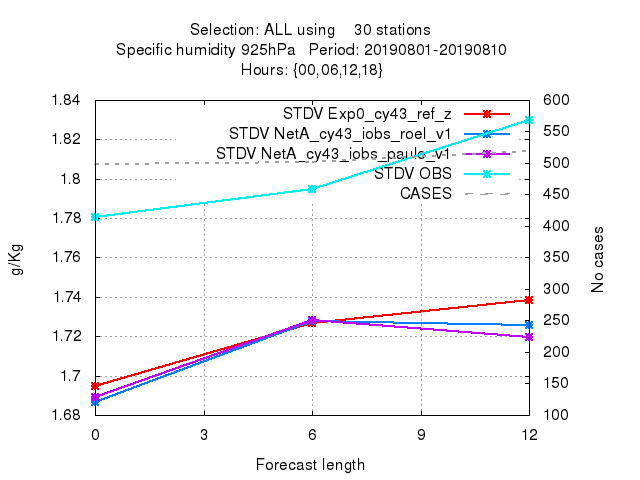 Selection: ALL using 30 stations
Specific humidity 925hPa Period: 20190801-20190810
Hours: {00,06,12,18}
STDV Exp0_cy43_ref_z
STDV NetA_cy43_iobs_roel_v1
STDV NetA_cy43_iobs_paulo_v1
STDV OBS
CASES
1.84
1.82
1.8
1.78
1.76
1.74
1.72
1.7
1.68
600
550
500
450
400
350
300
250
200
150
100
g/Kg
No cases
0 3 6 9 12
Forecast length